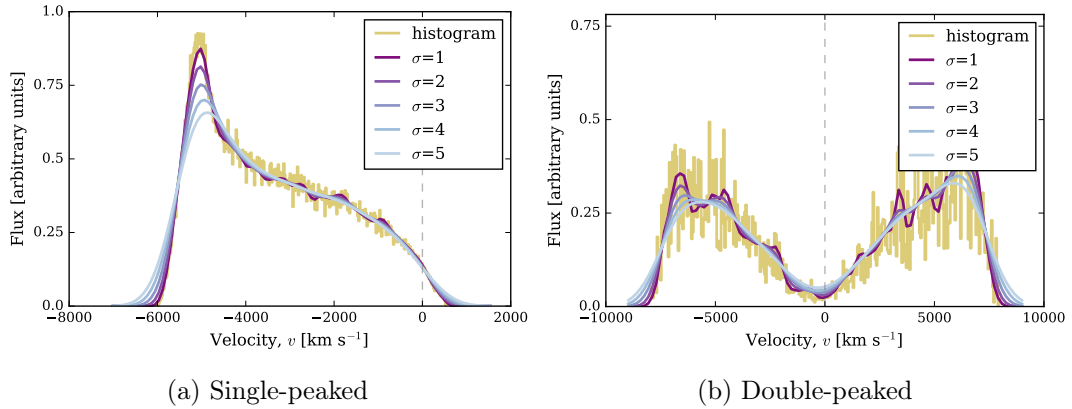 1.0
0.75
0.5
0.25
0.0
Flux [arbitrary units]
histogram
σ=1
σ=2
σ=3
σ=4
σ=5
−8000 −6000 −4000 −2000 0 2000
Velocity, v [km s⁻¹]
(a) Single-peaked
0.75
0.5
0.25
0.0
Flux [arbitrary units]
histogram
σ=1
σ=2
σ=3
σ=4
σ=5
−10000 −5000 0 5000 10000
Velocity, v [km s⁻¹]
(b) Double-peaked